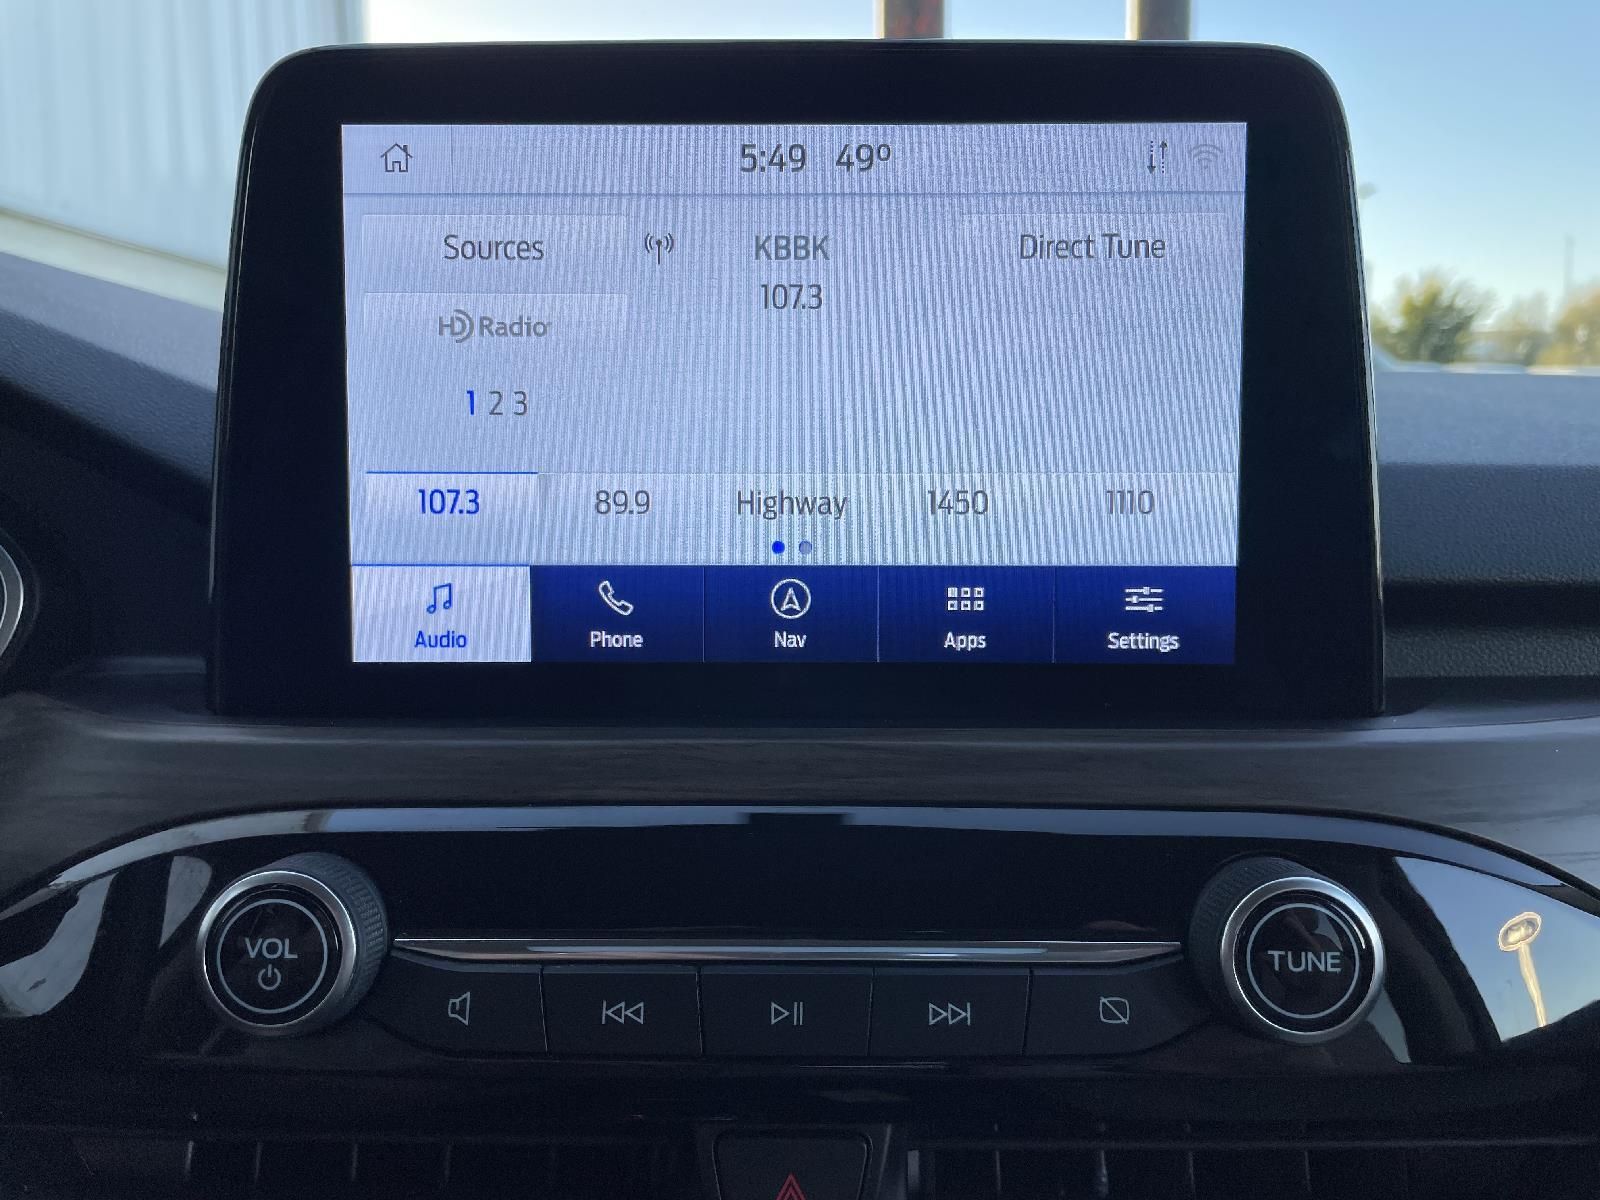 5:49 49º
Sources KBBK Direct Tune
107.3
HD Radio
1 2 3
107.3 89.9 Highway 1450 1110
Audio Phone Nav Apps Settings
VOL
TUNE